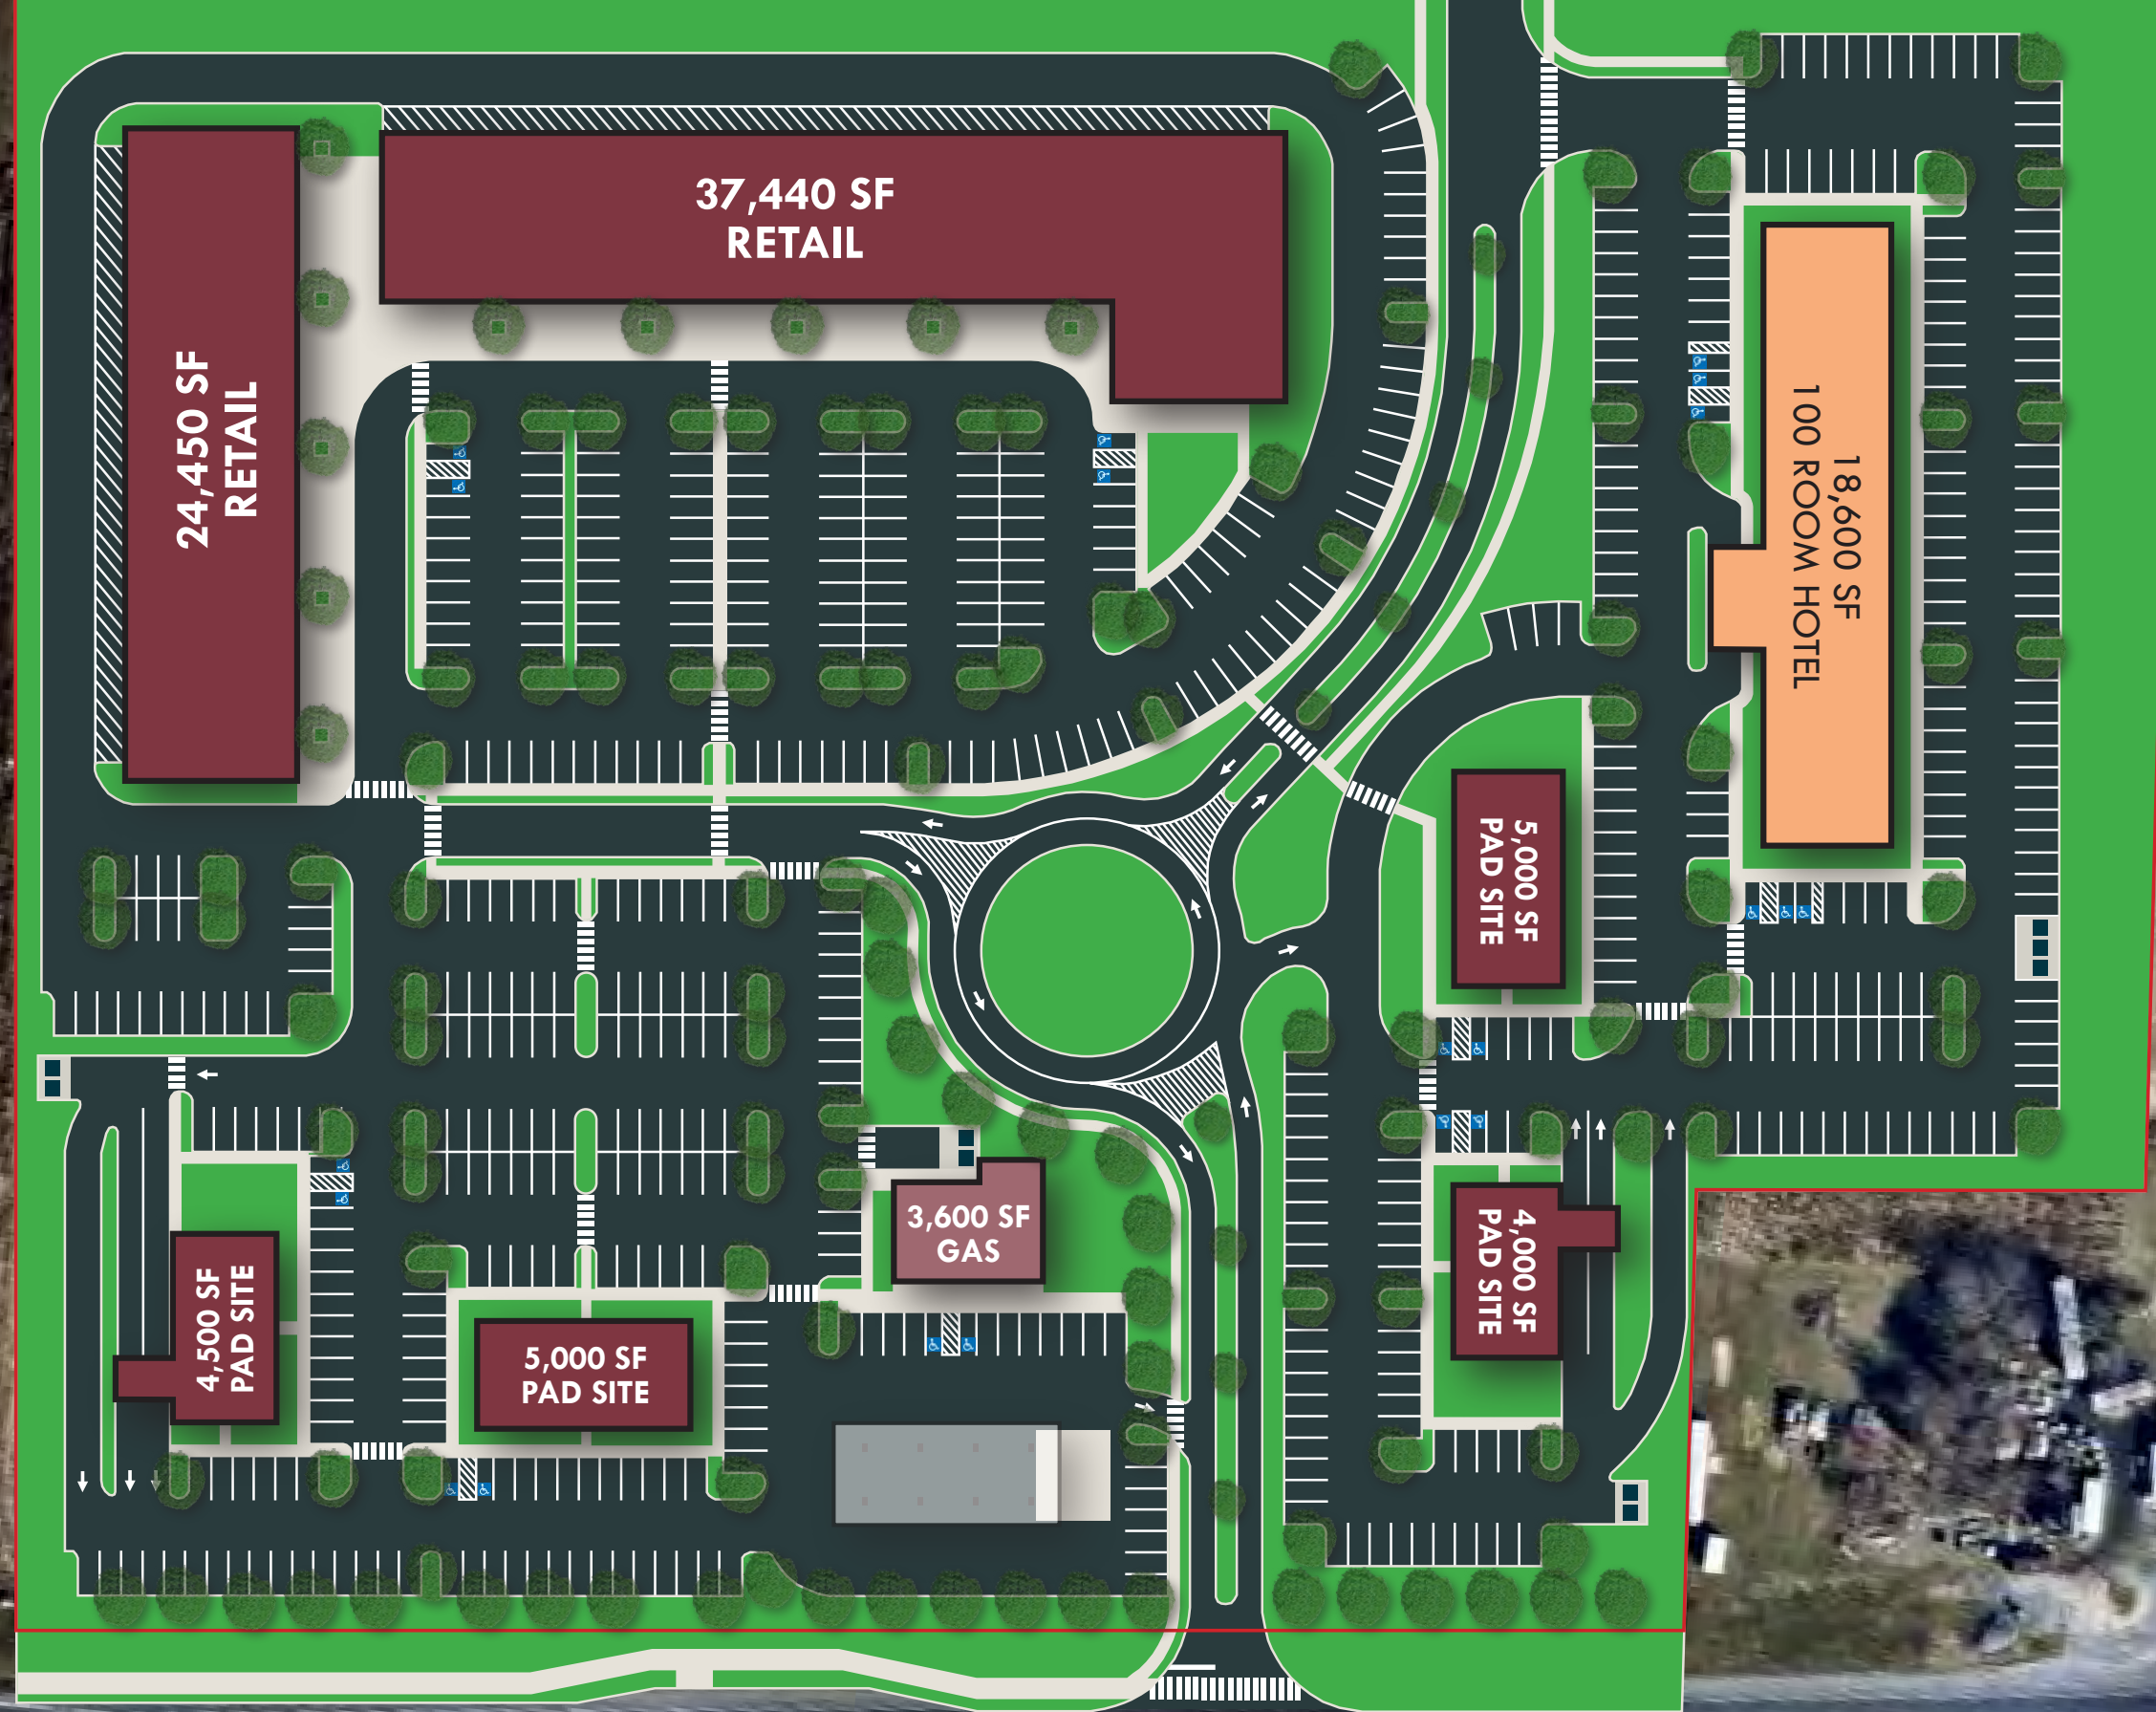 37,440 SF
RETAIL
24,450 SF
RETAIL
18,600 SF
100 ROOM HOTEL
5,000 SF
PAD SITE
3,600 SF
GAS
4,000 SF
PAD SITE
4,500 SF
PAD SITE
5,000 SF
PAD SITE